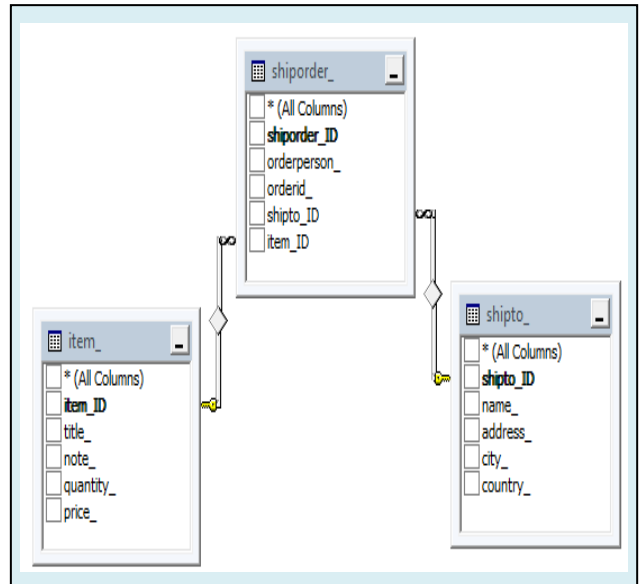 shiporder_
* (All Columns)
shiporder_ID
orderperson_
orderid_
shipto_ID
item_ID
item_
* (All Columns)
item_ID
title_
note_
quantity_
price_
shipto_
* (All Columns)
shipto_ID
name_
address_
city_
country_